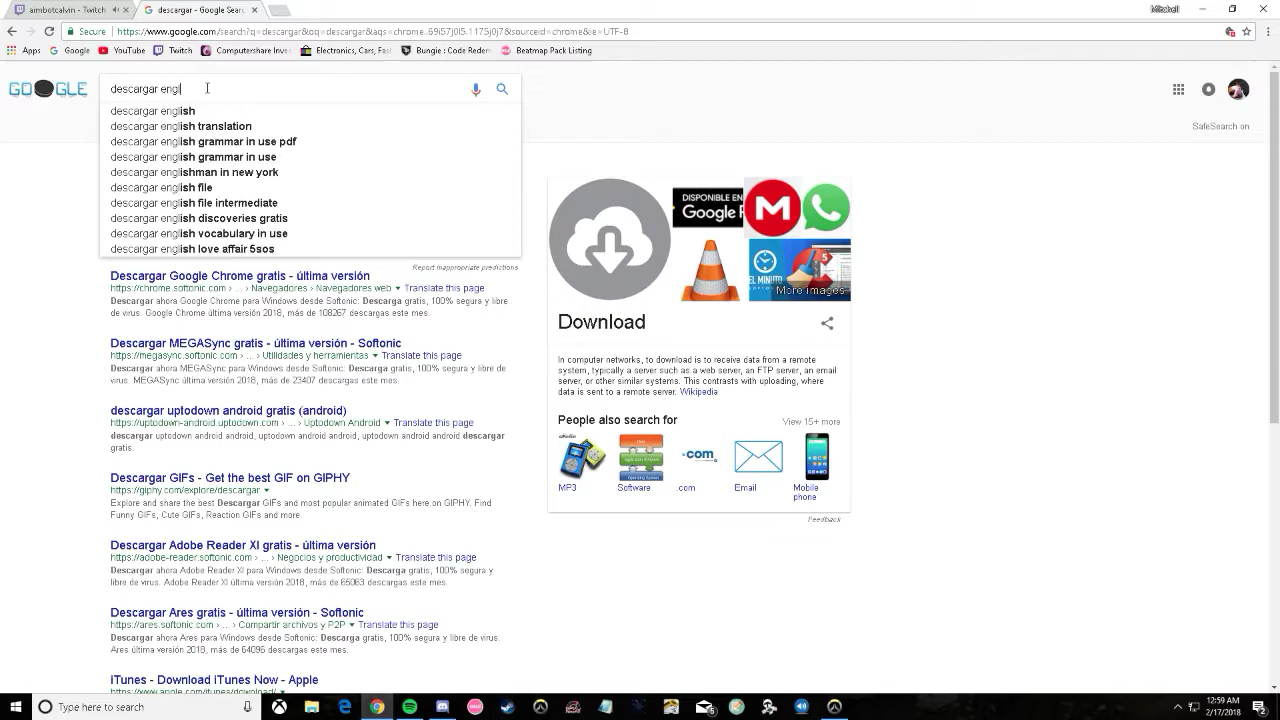 aimbotcalvin - Twitch
descargar - Google Sear
Mitchell
Secure
https://www.google.com/search?q=descargar&oq=descargar&aqs=chrome..69i57j0l5.1175j0j7&sourceid=chrome&ie=UTF-8
Apps
Google
YouTube
Twitch
Computershare Inves
Electronics, Cars, Fas
Bungie : Code Redem
Beatmap Pack Listing
GOOGLE
descargar engl
SafeSearch on
descargar english
descargar english translation
descargar english grammar in use pdf
descargar english grammar in use
descargar englishman in new york
descargar english file
descargar english file intermediate
descargar english discoveries gratis
descargar english vocabulary in use
descargar english love affair 5sos
Report inappropriate predictions
Descargar Google Chrome gratis - última versión
https://chrome.softonic.com › ... › Navegadores › Navegadores web ▾ Translate this page
Descargar ahora Google Chrome para Windows desde Softonic: Descarga gratis, 100% segura y libre
de virus. Google Chrome última versión 2018, más de 108267 descargas este mes.
Descargar MEGASync gratis - última versión - Softonic
https://megasync.softonic.com › ... › Utilidades y herramientas ▾ Translate this page
Descargar ahora MEGASync para Windows desde Softonic: Descarga gratis, 100% segura y libre de
virus. MEGASync última versión 2018, más de 23407 descargas este mes.
descargar uptodown android gratis (android)
https://uptodown-android.uptodown.com › ... › Uptodown Android ▾ Translate this page
descargar uptodown android android, uptodown android android, uptodown android android descargar
gratis.
Descargar GIFs - Get the best GIF on GIPHY
https://giphy.com/explore/descargar ▾
Explore and share the best Descargar GIFs and most popular animated GIFs here on GIPHY. Find
Funny GIFs, Cute GIFs, Reaction GIFs and more.
Descargar Adobe Reader XI gratis - última versión
https://adobe-reader.softonic.com › ... › Negocios y productividad ▾ Translate this page
Descargar ahora Adobe Reader XI para Windows desde Softonic: Descarga gratis, 100% segura y
libre de virus. Adobe Reader XI última versión 2018, más de 65063 descargas este mes.
Descargar Ares gratis - última versión - Softonic
https://ares.softonic.com › ... › Compartir archivos y P2P ▾ Translate this page
Descargar ahora Ares para Windows desde Softonic: Descarga gratis, 100% segura y libre de virus.
Ares última versión 2018, más de 64096 descargas este mes.
iTunes - Download iTunes Now - Apple
https://www.apple.com/itunes/download/ ▾
DISPONIBLE EN
Google P
M
EL MINUTO
5
More images
Download
In computer networks, to download is to receive data from a remote
system, typically a server such as a web server, an FTP server, an email
server, or other similar systems. This contrasts with uploading, where
data is sent to a remote server. Wikipedia
People also search for
View 15+ more
.com
MP3
Software
.com
Email
Mobile
phone
Feedback
Type here to search
12:59 AM
2/17/2018